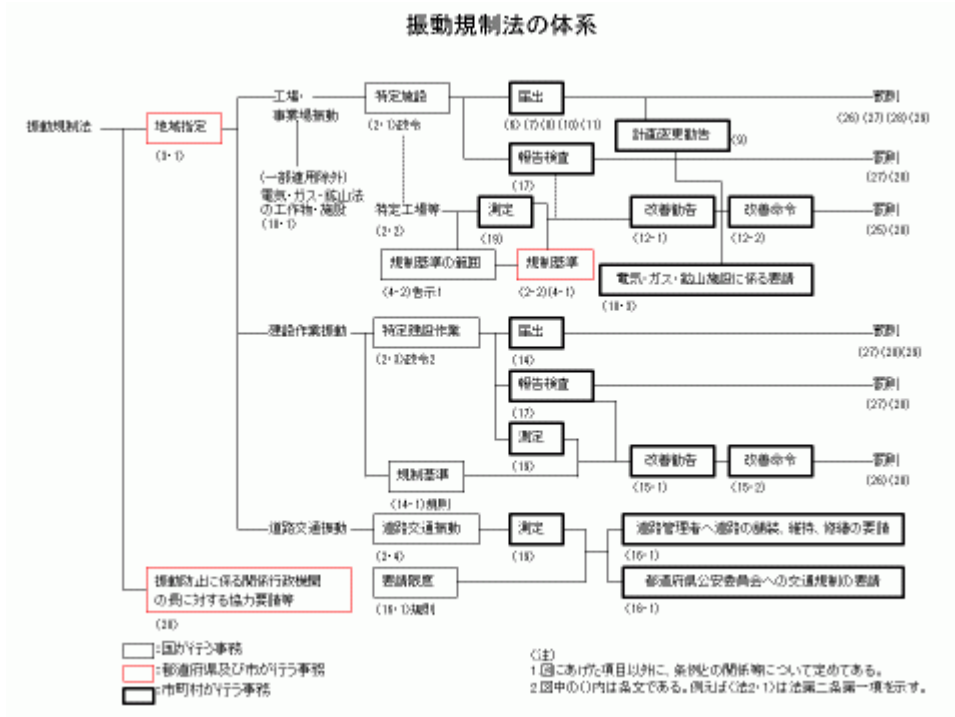 振動規制法の体系
振動規制法
地域指定
(3・1)
工場・
事業場振動
(一部適用除外)
電気・ガス・鉱山法
の工作物・施設
(18・1)
特定施設
(2・1)政令
特定工場等
(2・2)
規制基準の範囲
(4-2)告示1
届出
(6)(7)(8)(10)(11)
報告検査
(17)
測定
(19)
規制基準
(2-2)(4-1)
計画変更勧告
(9)
改善勧告
(12-1)
改善命令
(12-2)
電気・ガス・鉱山施設に係る要請
罰則
(26)(27)(28)(29)
罰則
罰則
(25)(28)
建設作業振動
特定建設作業
(2・3)政令2
規制基準
(14-1)規則
届出
(14)
報告検査
(17)
測定
改善勧告
(15-1)
改善命令
(15-2)
罰則
罰則
罰則
(26)(28)
道路交通振動
道路交通振動
(2・4)
要請限度
(16・1)規則
測定
道路管理者へ道路の舗装、維持、修繕の要請
(16-1)
都道府県公安委員会への交通規制の要請
(16-1)
振動防止に係る関係行政機関
の長に対する協力要請等
(20)
:国が行う事務
:都道府県及び市が行う事務
:市町村が行う事務
(注)
1.図にあげた項目以外に、条例との関係等について定めてある。
2.図中の()内は条文である。例えば(法2・1)は法第二条第一項を示す。